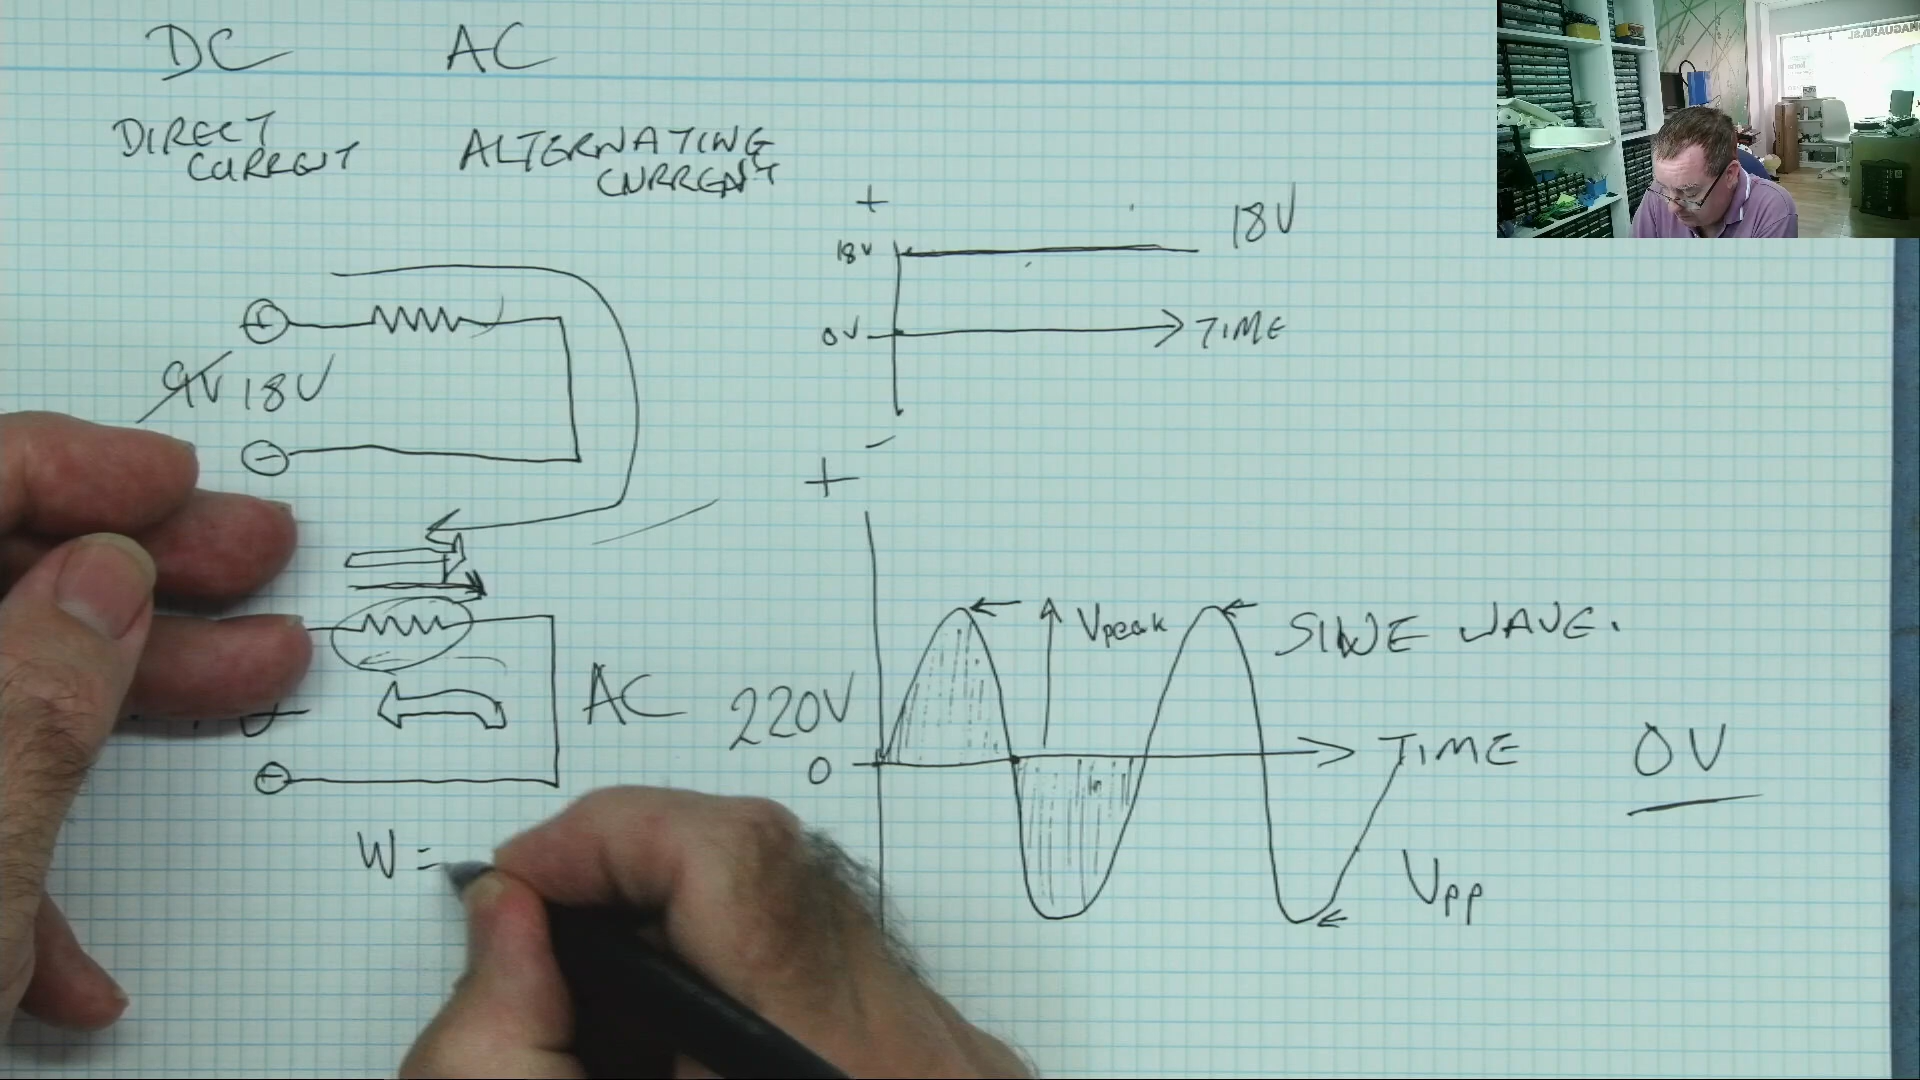 DC AC
DIRECT
CURRENT
ALTERNATING
CURRENT
+
18V
18V
0V
TIME
-
+
-
9V 18V
+
Vpeak
SINE WAVE.
AC
220V
0
TIME
0V
-
W =
Vpp